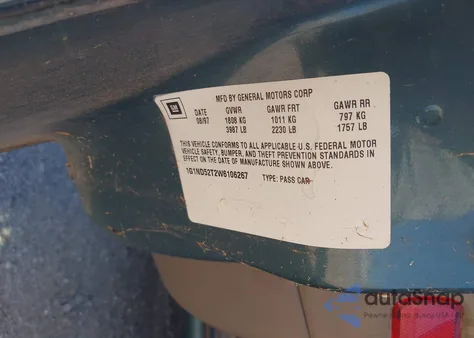 GM
MFD BY GENERAL MOTORS CORP
DATE GVWR GAWR FRT GAWR RR
08/97 1808 KG 1011 KG 797 KG
3987 LB 2230 LB 1757 LB
THIS VEHICLE CONFORMS TO ALL APPLICABLE U.S. FEDERAL MOTOR
VEHICLE SAFETY, BUMPER, AND THEFT PREVENTION STANDARDS IN
EFFECT ON THE DATE OF MANUFACTURE SHOWN ABOVE.
1G1ND52T2W6106267 TYPE: PASS CAR
autoSnap